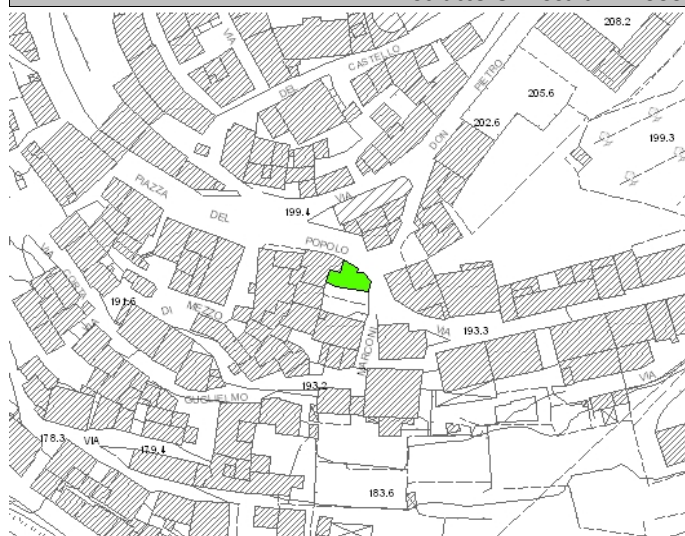 208.2
VIA
DEL CASTELLO
DON PIETRO
205.6
202.6
199.3
PIAZZA DEL POPOLO
VIA
199.4
VIA CORTA
191.6
VIA DI MEZZO
MARCONI
VIA
193.3
193.2
GUGLIELMO
VIA
178.3
VIA
179.4
183.6